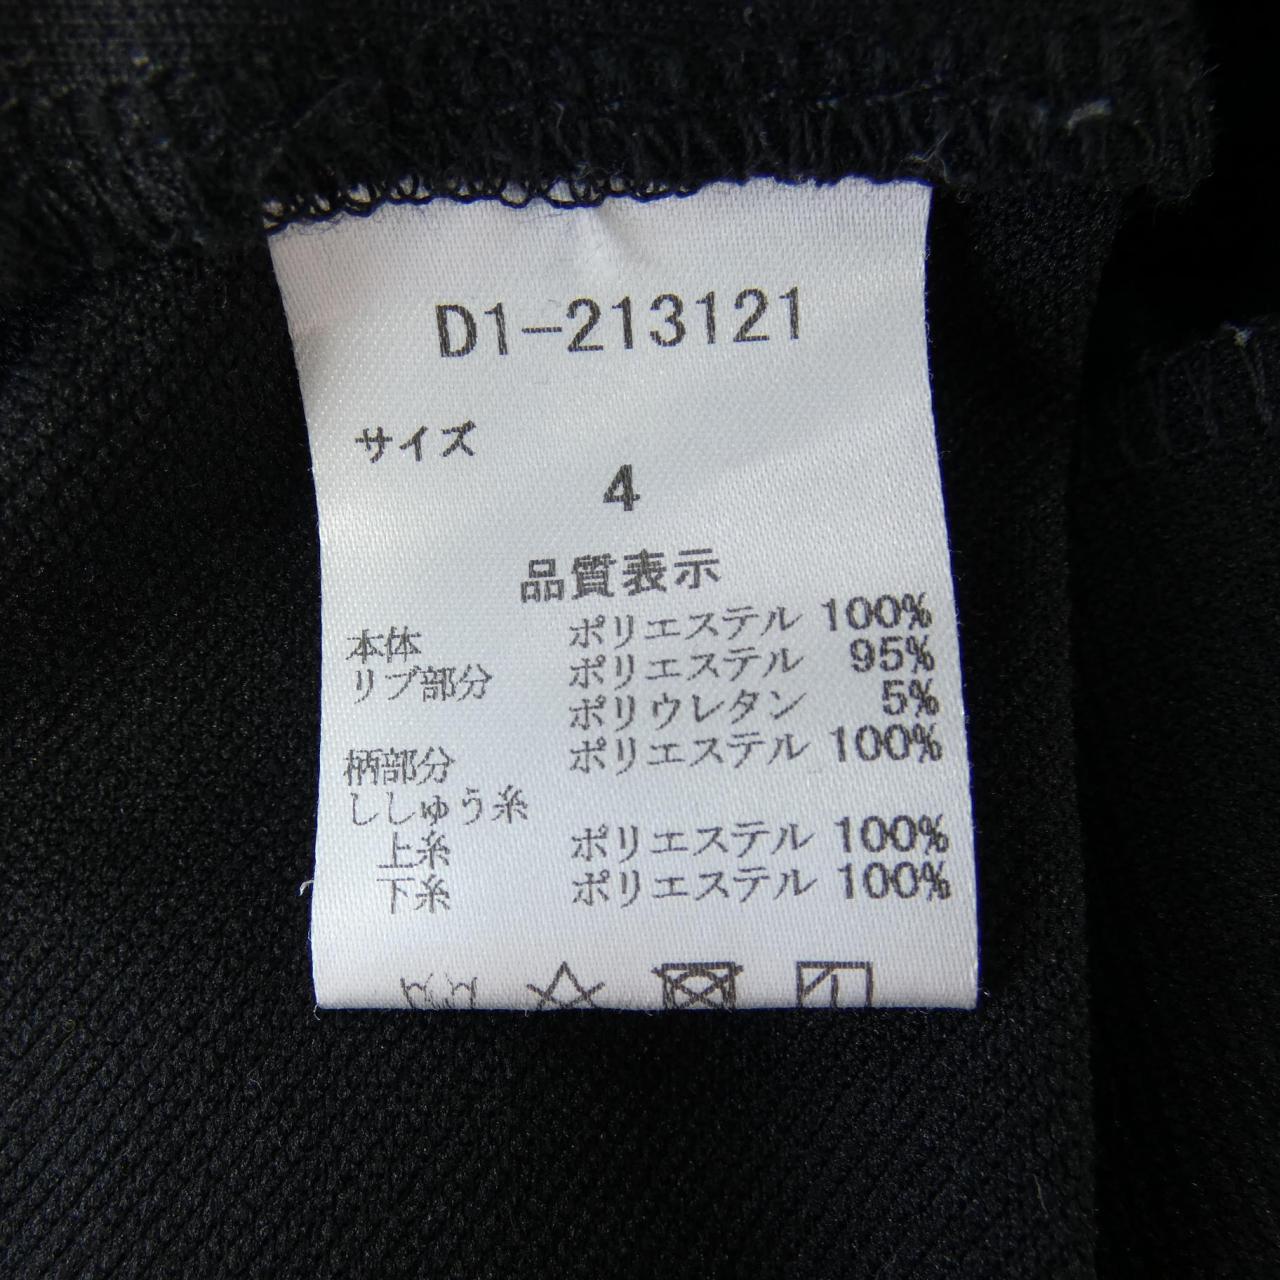 D1-213121
サイズ
4
品質表示
本体 ポリエステル 100%
リブ部分 ポリエステル 95%
ポリウレタン 5%
柄部分 ポリエステル 100%
ししゅう糸
上糸 ポリエステル 100%
下糸 ポリエステル 100%